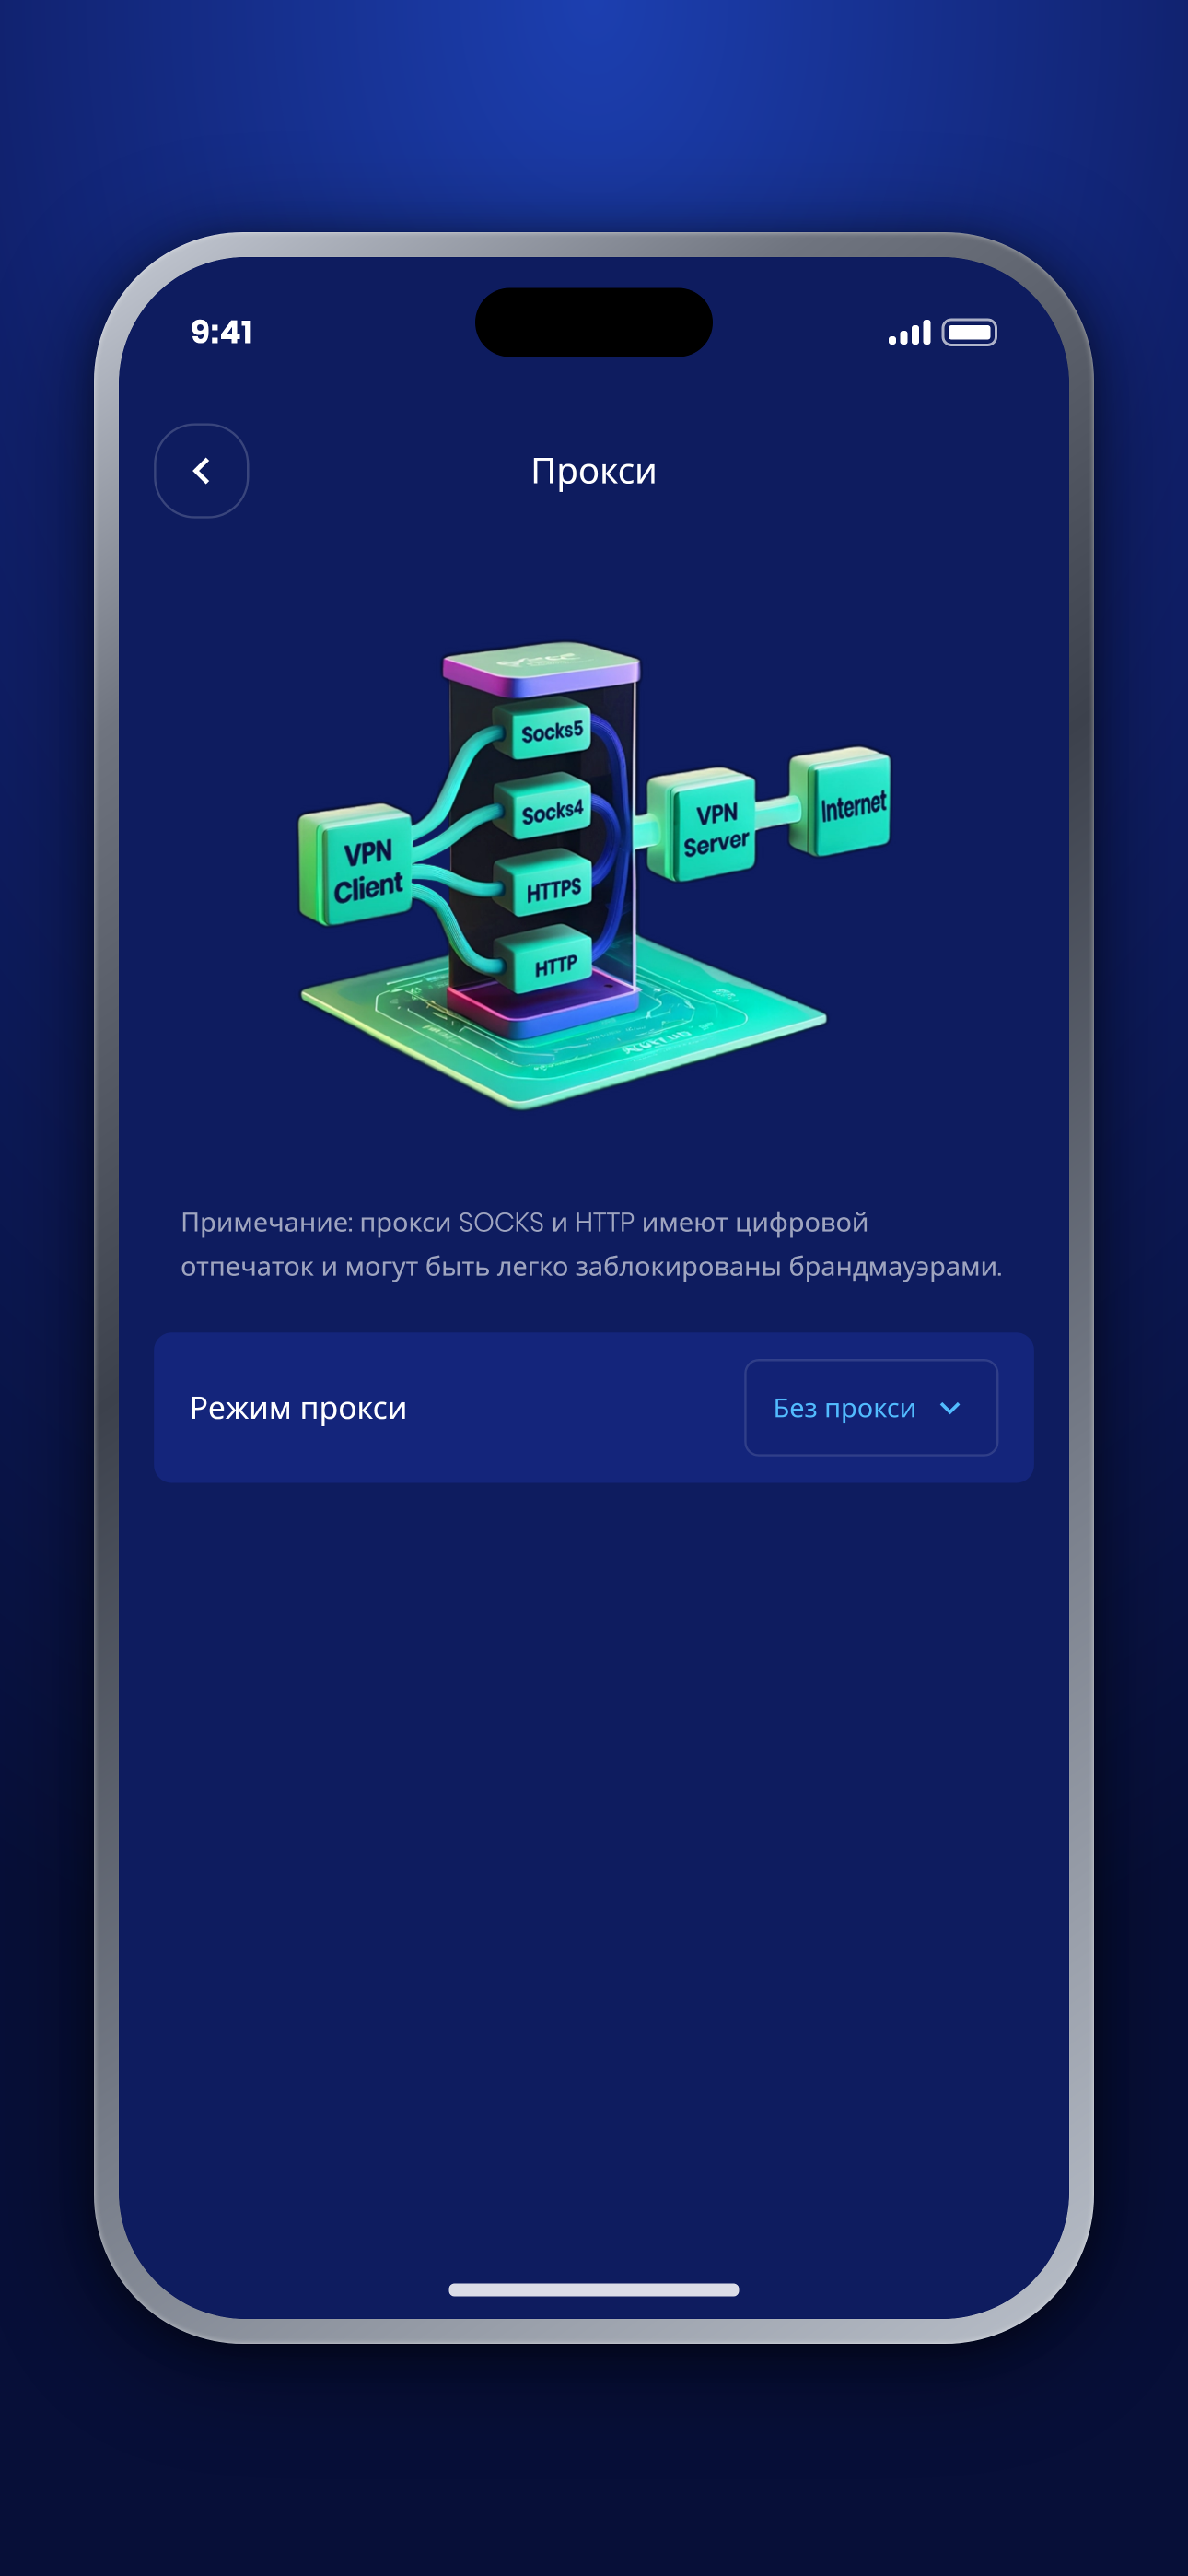 9:41
Прокси
Socks5
Socks4
HTTPS
HTTP
VPN
Client
VPN
Server
Internet
Примечание: прокси SOCKS и HTTP имеют цифровой
отпечаток и могут быть легко заблокированы брандмауэрами.
Режим прокси
Без прокси